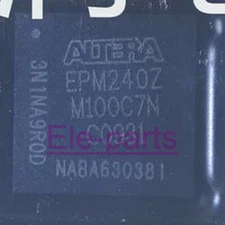 ALTERA
EPM240Z
M100C7N
Ele-parts
NABA630381
3N1NA9R0D